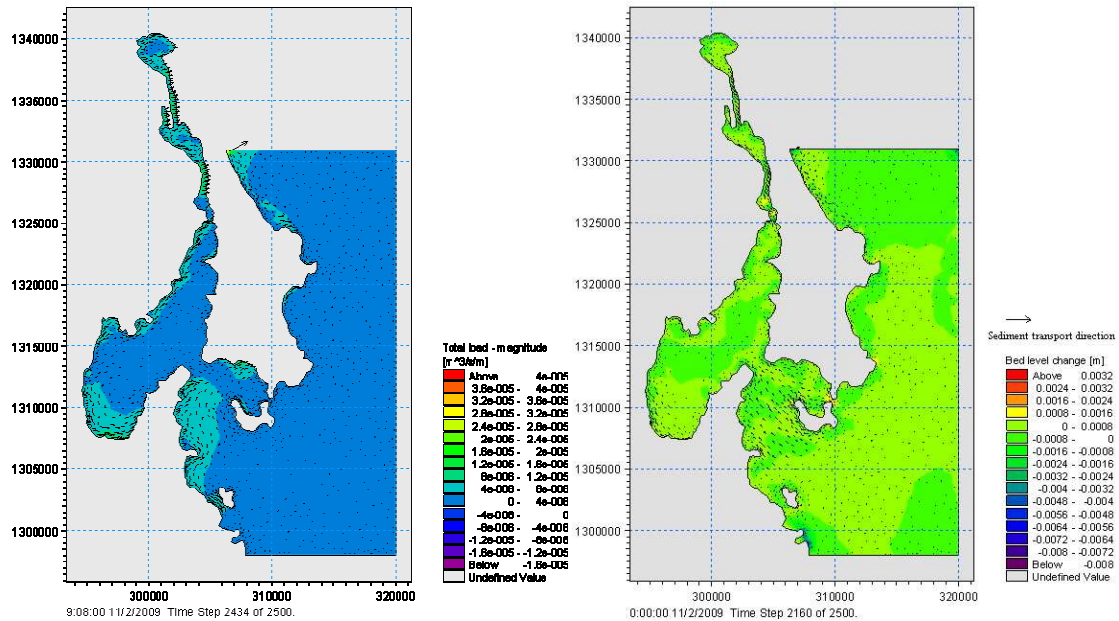 1340000
1335000
1330000
1325000
1320000
1315000
1310000
1305000
1300000
300000 310000 320000
9:08:00 11/2/2009 Time Step 2434 of 2500.
Total load - magnitude
[m^3/s/m]
Above 4e-005
3.6e-005 - 4e-005
3.2e-005 - 3.6e-005
2.8e-005 - 3.2e-005
2.4e-005 - 2.8e-005
2e-005 - 2.4e-005
1.6e-005 - 2e-005
1.2e-005 - 1.6e-005
8e-006 - 1.2e-005
4e-006 - 8e-006
0 - 4e-006
-4e-006 - 0
-8e-006 - -4e-006
-1.2e-005 - -8e-006
-1.6e-005 - -1.2e-005
Below -1.6e-005
Undefined Value
1340000
1335000
1330000
1325000
1320000
1315000
1310000
1305000
1300000
300000 310000 320000
0:00:00 11/2/2009 Time Step 2160 of 2500.
Sediment transport direction
Bed level change [m]
Above 0.0032
0.0024 - 0.0032
0.0016 - 0.0024
0.0008 - 0.0016
0 - 0.0008
-0.0008 - 0
-0.0016 - -0.0008
-0.0024 - -0.0016
-0.0032 - -0.0024
-0.004 - -0.0032
-0.0048 - -0.004
-0.0056 - -0.0048
-0.0064 - -0.0056
-0.0072 - -0.0064
-0.008 - -0.0072
Below -0.008
Undefined Value